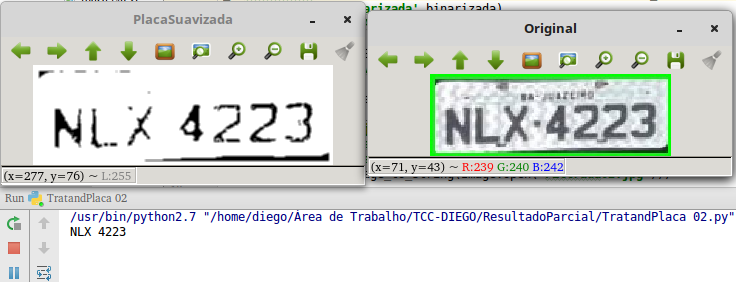 PlacaSuavizada
NLX 4223
(x=277, y=76) ~ L:255
arizada', binarizada)
Original
BA-JUAZEIRO
NLX·4223
(x=71, y=43) ~ R:239 G:240 B:242
Run TratandPlaca 02
/usr/bin/python2.7 "/home/diego/Área de Trabalho/TCC-DIEGO/ResultadoParcial/TratandPlaca 02.py"
NLX 4223